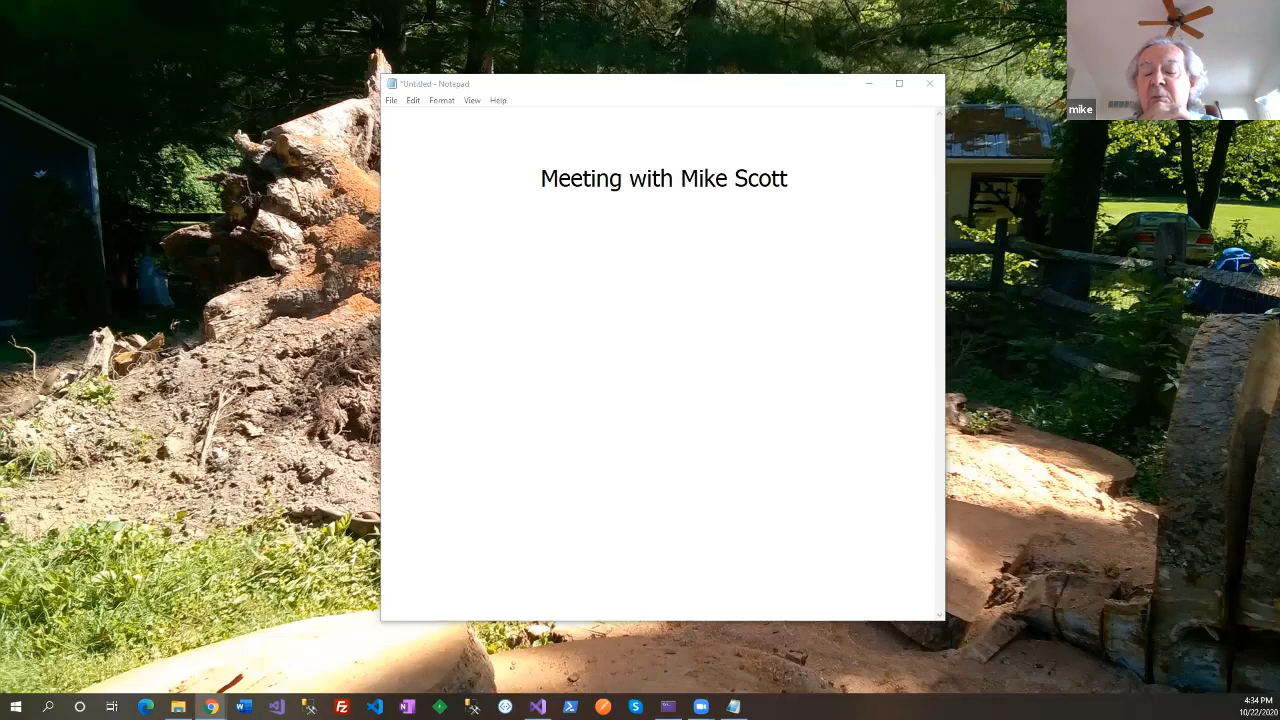 *Untitled - Notepad
File Edit Format View Help
Meeting with Mike Scott
mike
4:34 PM
10/22/2020